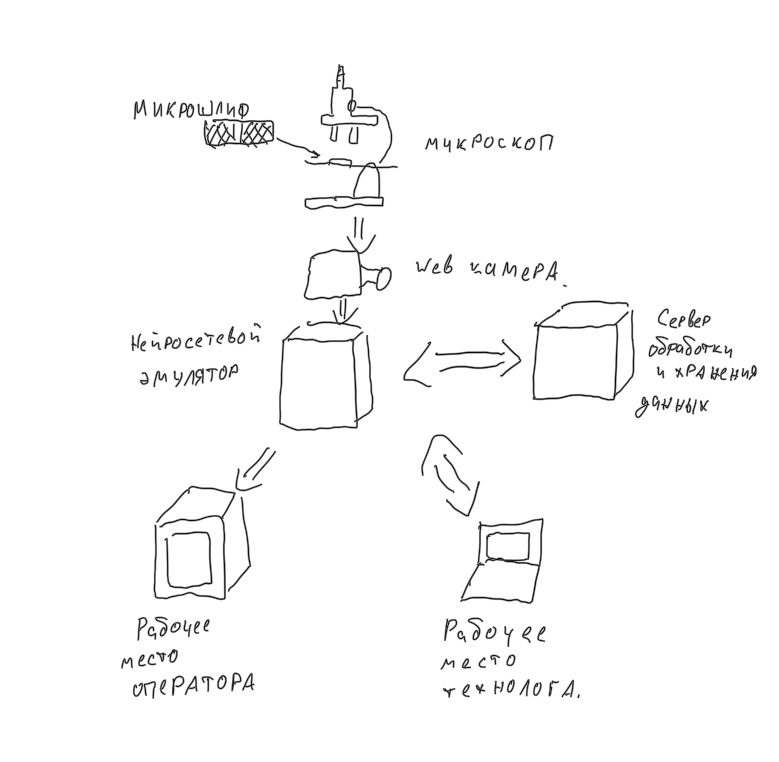 Микрошлиф
микроскоп
Web камера.
Нейросетевой
эмулятор
Сервер
обработки
и хранения
данных
Рабочее
место
оператора
Рабочее
место
технолога.